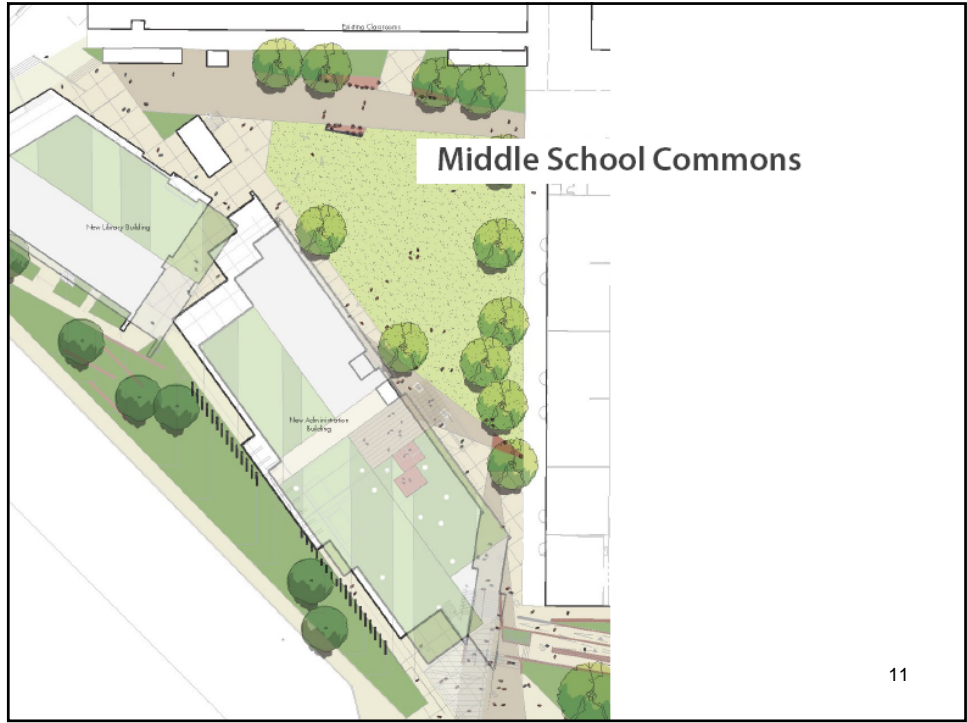 Existing Classrooms
Middle School Commons
New Library Building
New Administration
Building
11